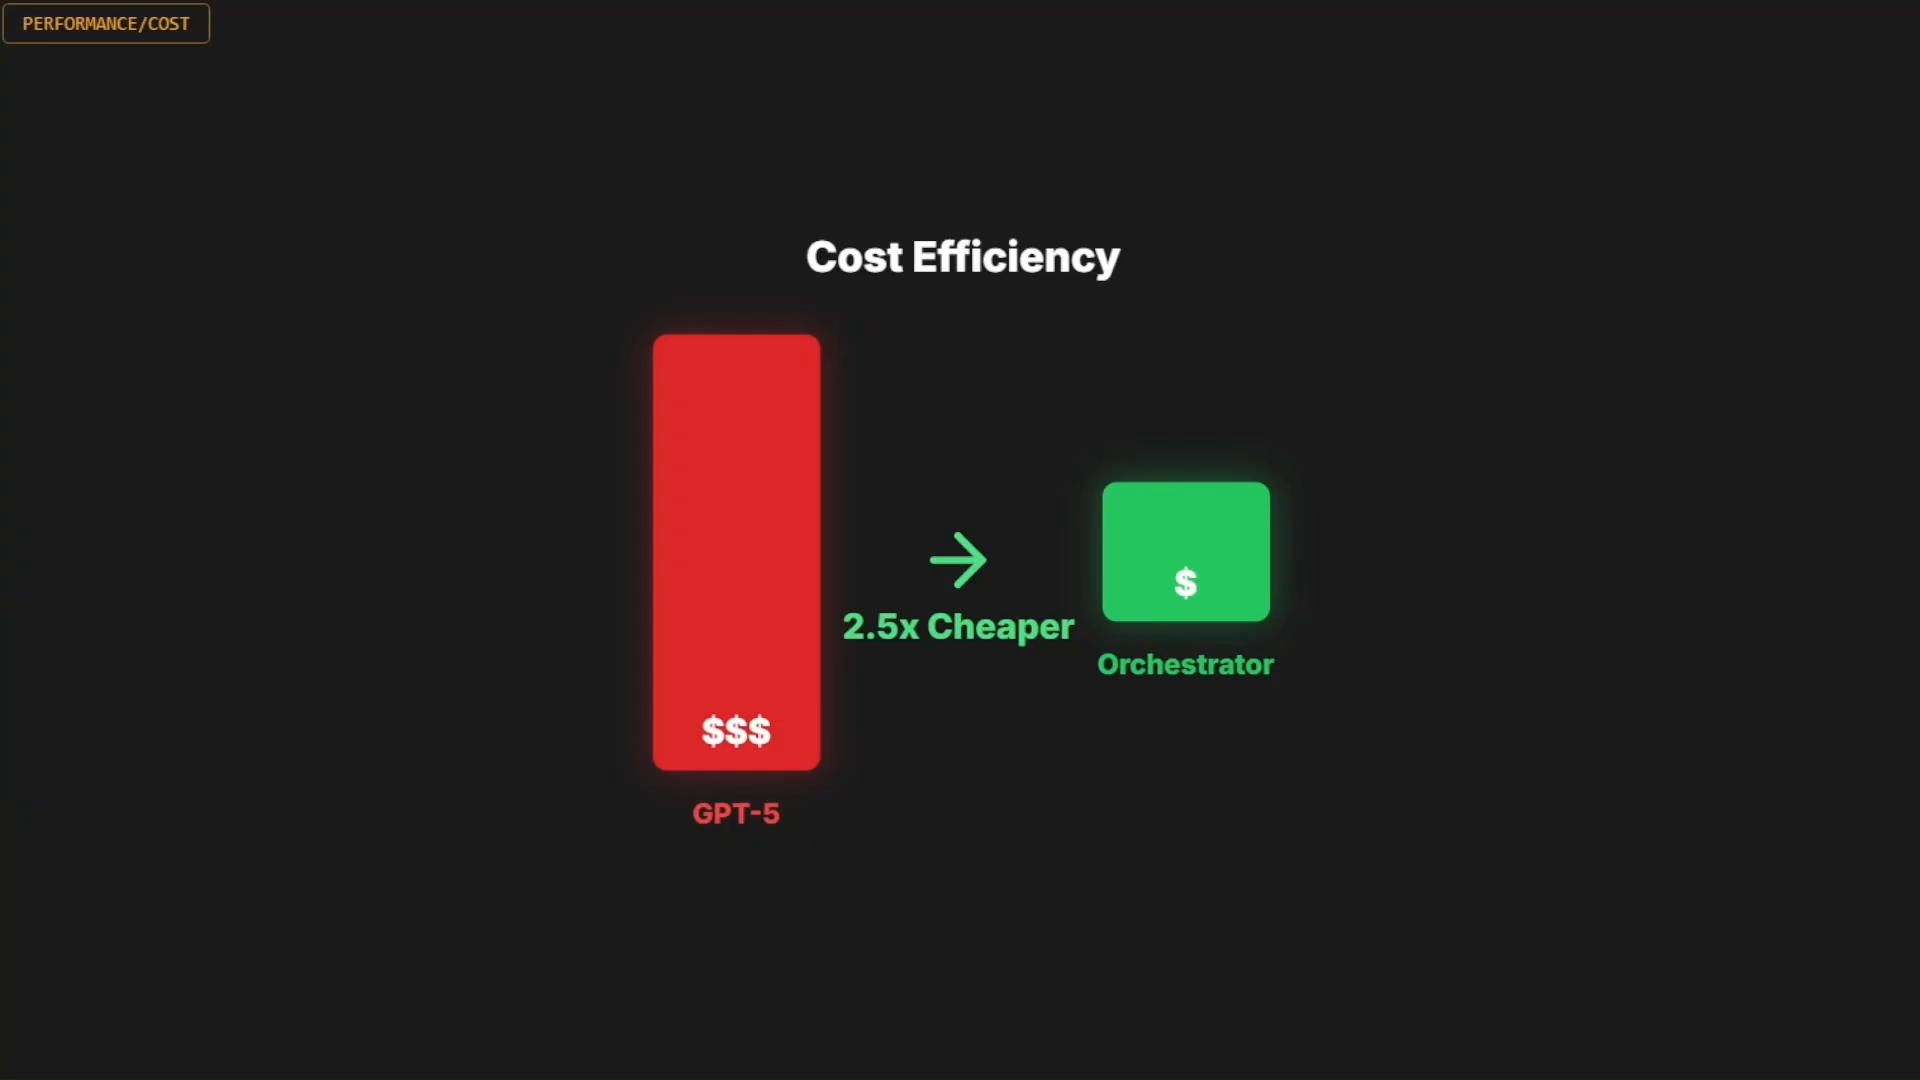 PERFORMANCE/COST
Cost Efficiency
$$$
GPT-5
2.5x Cheaper
$
Orchestrator